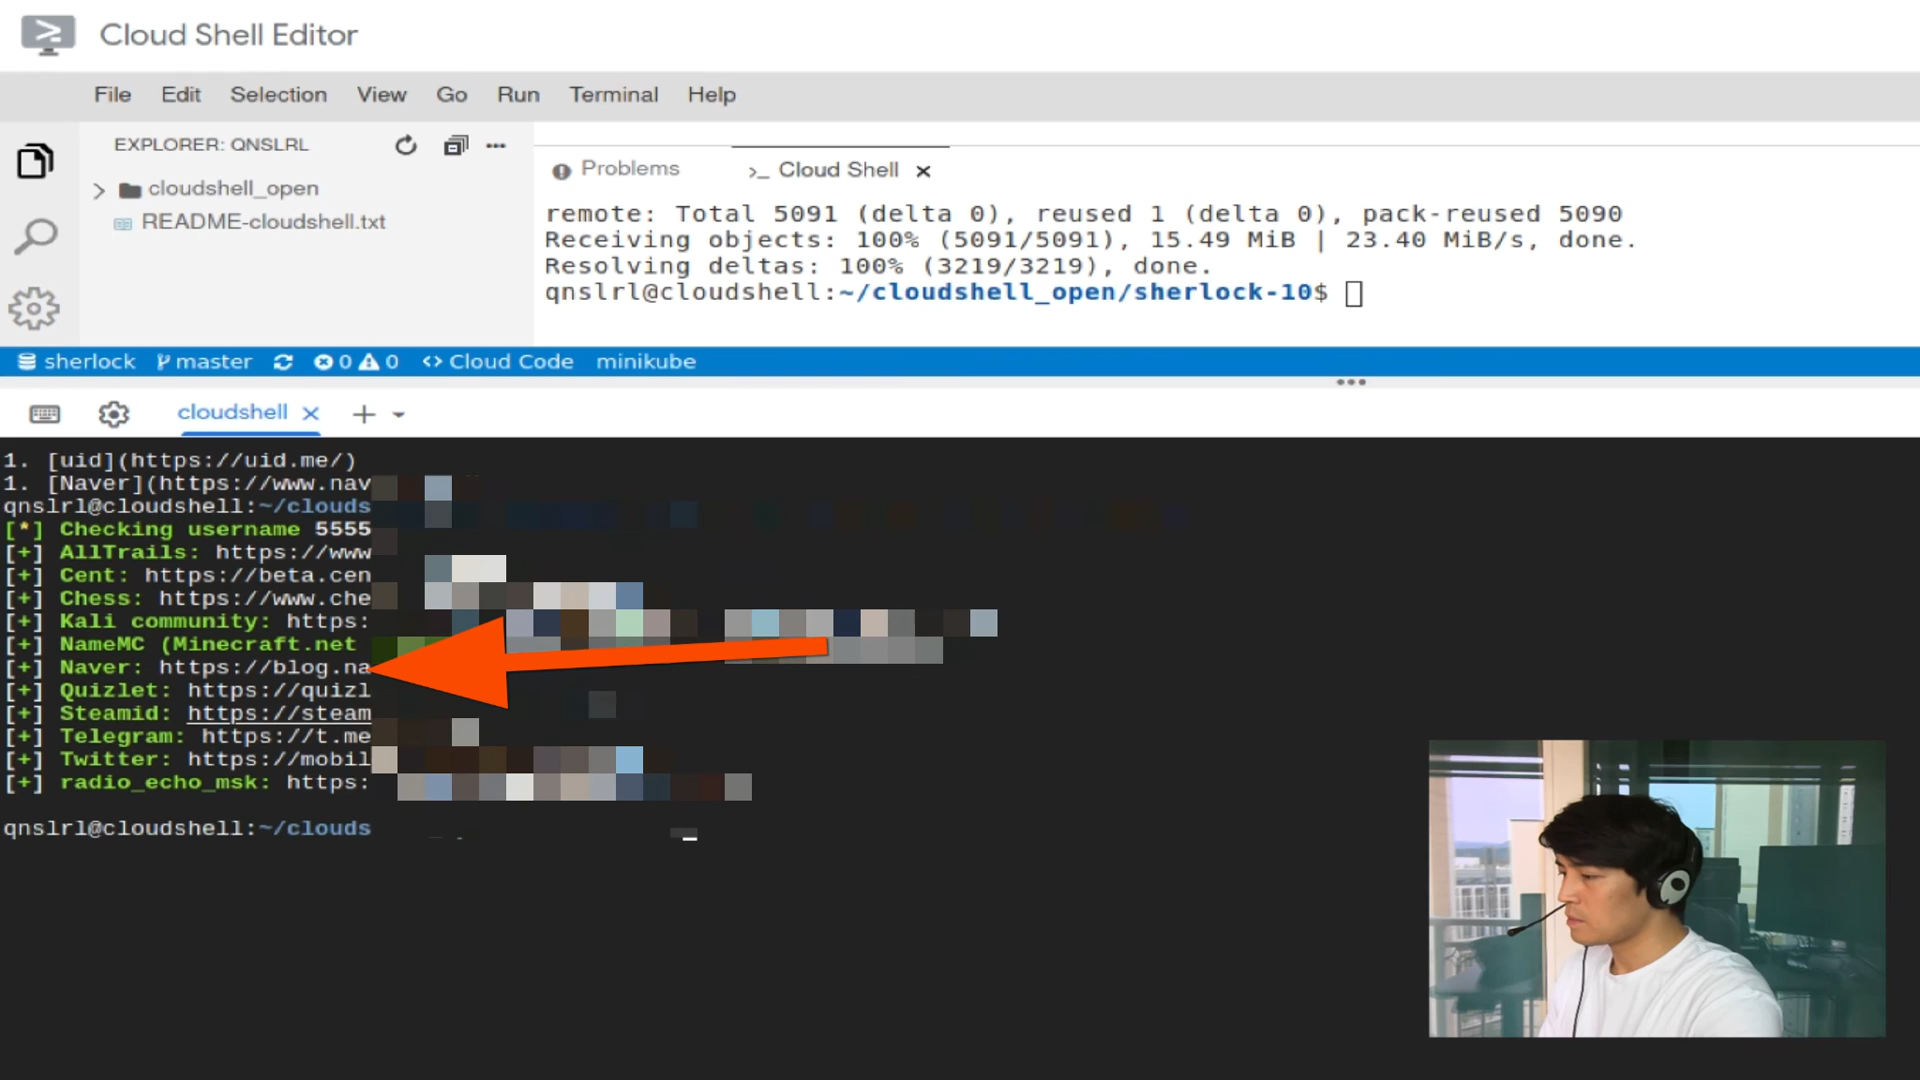 Cloud Shell Editor
File Edit Selection View Go Run Terminal Help
EXPLORER: QNSLRL
cloudshell_open
README-cloudshell.txt
Problems >_ Cloud Shell
remote: Total 5091 (delta 0), reused 1 (delta 0), pack-reused 5090
Receiving objects: 100% (5091/5091), 15.49 MiB | 23.40 MiB/s, done.
Resolving deltas: 100% (3219/3219), done.
qnslrl@cloudshell:~/cloudshell_open/sherlock-10$
sherlock master 0 0 <> Cloud Code minikube
cloudshell
1. [uid](https://uid.me/)
1. [Naver](https://www.nav
qnslrl@cloudshell:~/clouds
[*] Checking username 5555
[+] AllTrails: https://www
[+] Cent: https://beta.cen
[+] Chess: https://www.che
[+] Kali community: https:
[+] NameMC (Minecraft.net
[+] Naver: https://blog.na
[+] Quizlet: https://quizl
[+] Steamid: https://steam
[+] Telegram: https://t.me
[+] Twitter: https://mobil
[+] radio_echo_msk: https:
qnslrl@cloudshell:~/clouds